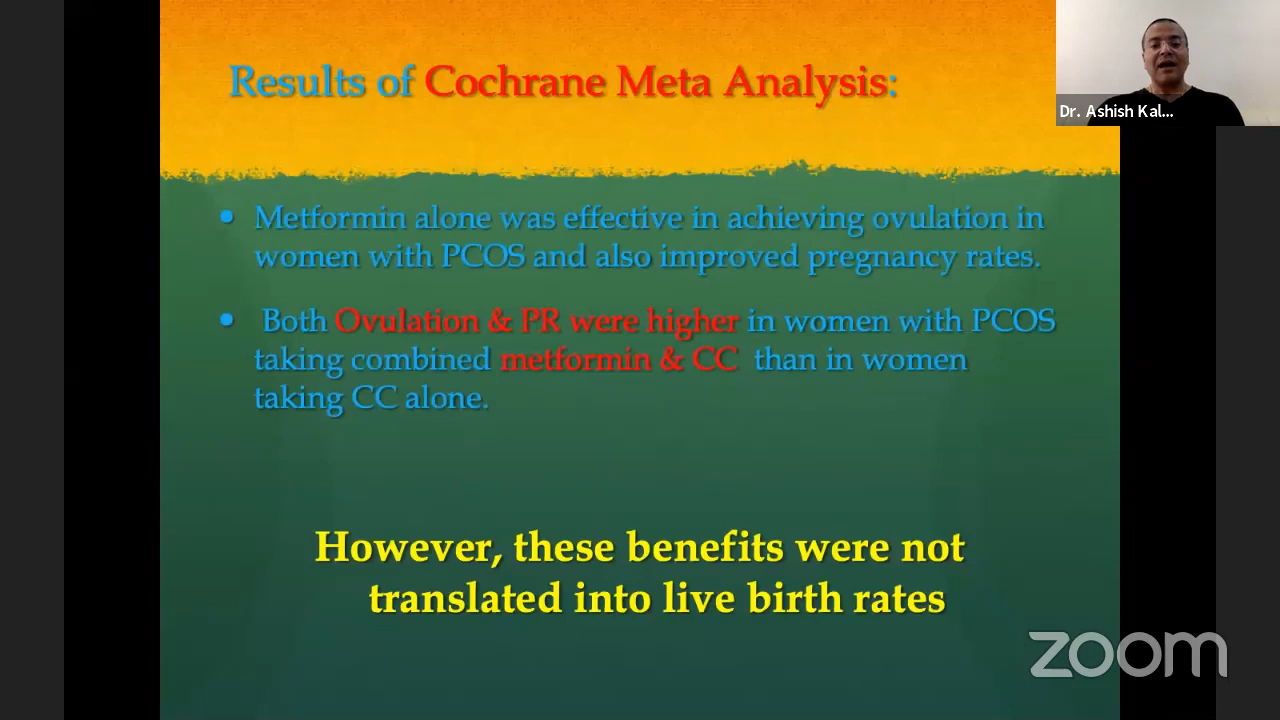 Results of Cochrane Meta Analysis:
Dr. Ashish Kal...
• Metformin alone was effective in achieving ovulation in
women with PCOS and also improved pregnancy rates.
• Both Ovulation & PR were higher in women with PCOS
taking combined metformin & CC than in women
taking CC alone.
However, these benefits were not
translated into live birth rates
zoom